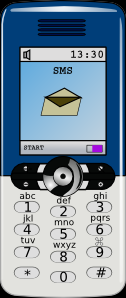 13:30
SMS
START
abc def ghi
1 2 3
jkl mno pqrs
4 5 6
tuv wxyz ⌘
7 8 9
* 0 #